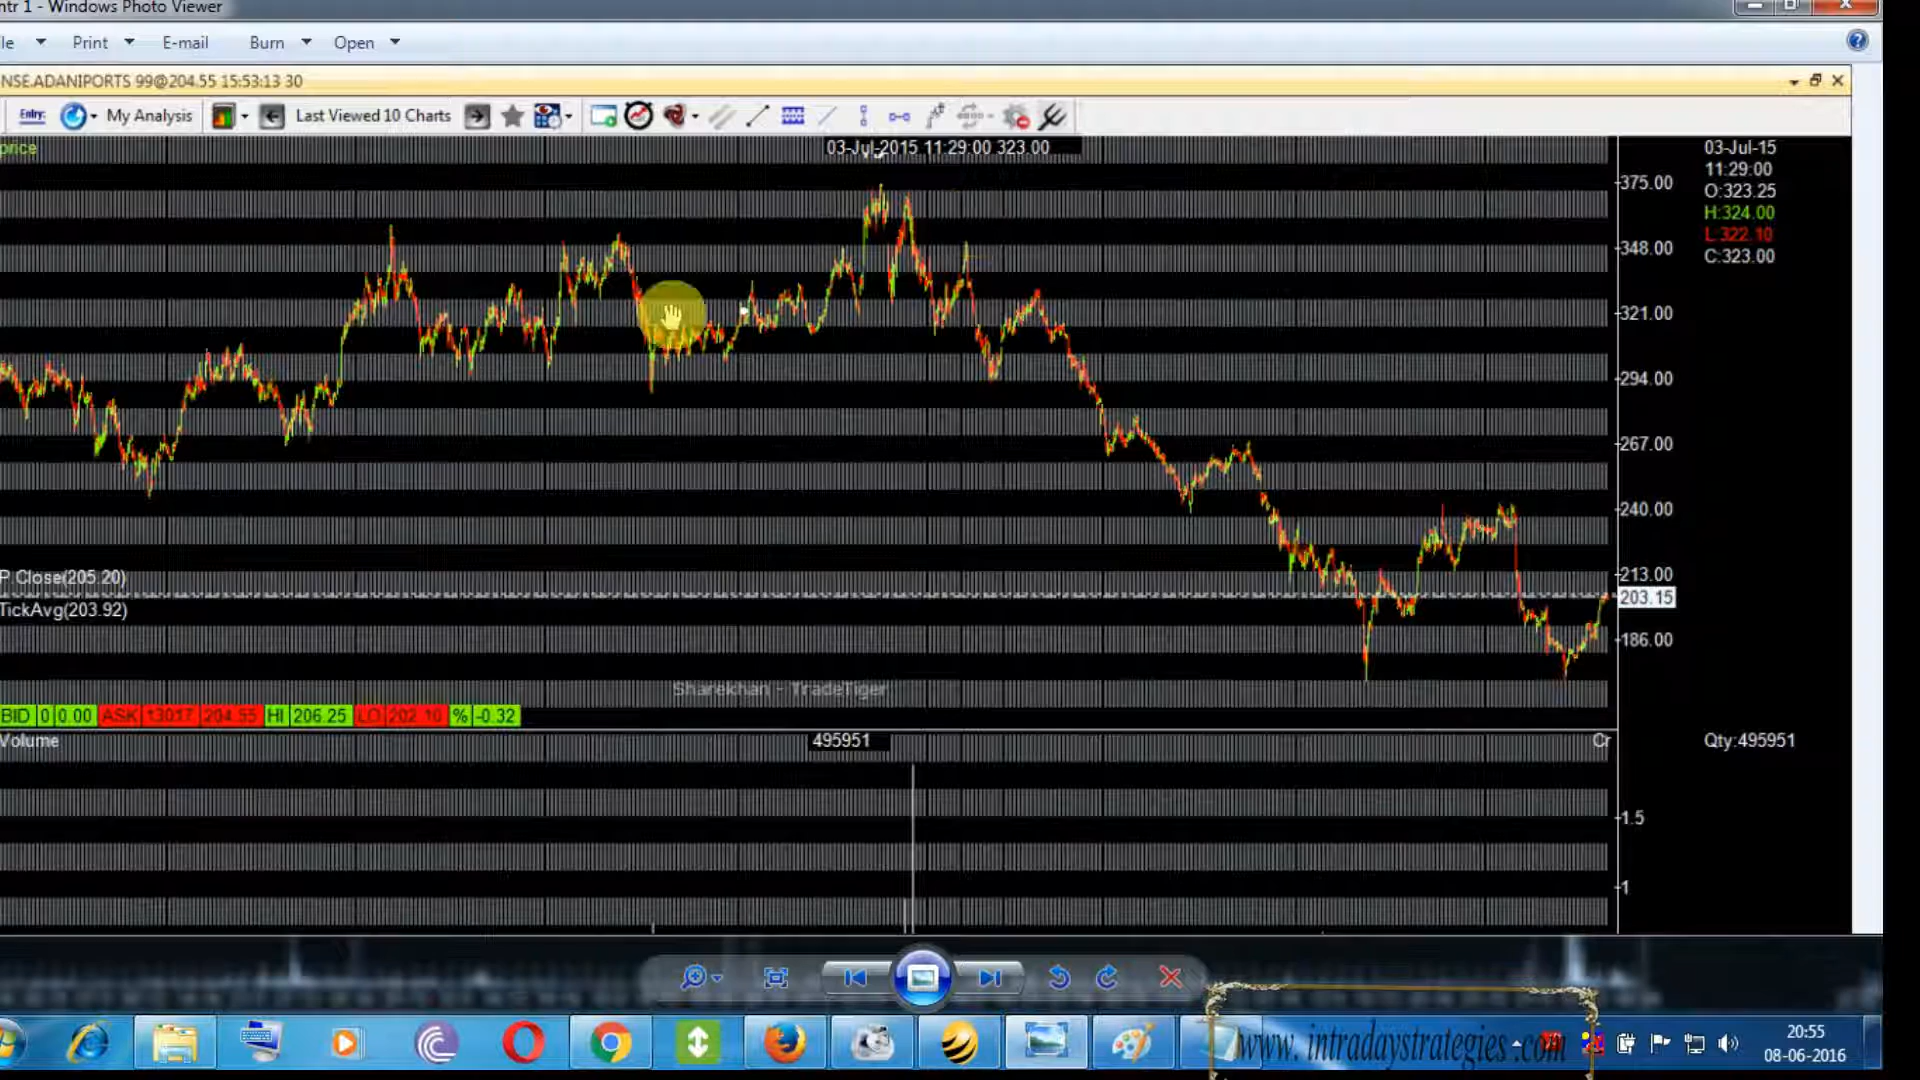 ntr 1 - Windows Photo Viewer
le Print E-mail Burn Open
NSE.ADANIPORTS 99@204.55 15:53:13 30
Entry: My Analysis Last Viewed 10 Charts
price
03-Jul-2015 11:29:00 323.00
03-Jul-15
11:29:00
O:323.25
H:324.00
L:322.10
C:323.00
375.00
348.00
321.00
294.00
267.00
240.00
213.00
203.15
186.00
P Close(205.20)
TickAvg(203.92)
Sharekhan - TradeTiger
BID 0 0.00 ASK 13017 204.55 HI 206.25 LO 202.10 % -0.32
Volume
495951
Cr
Qty:495951
1.5
1
www.intradaystrategies.com
20:55
08-06-2016